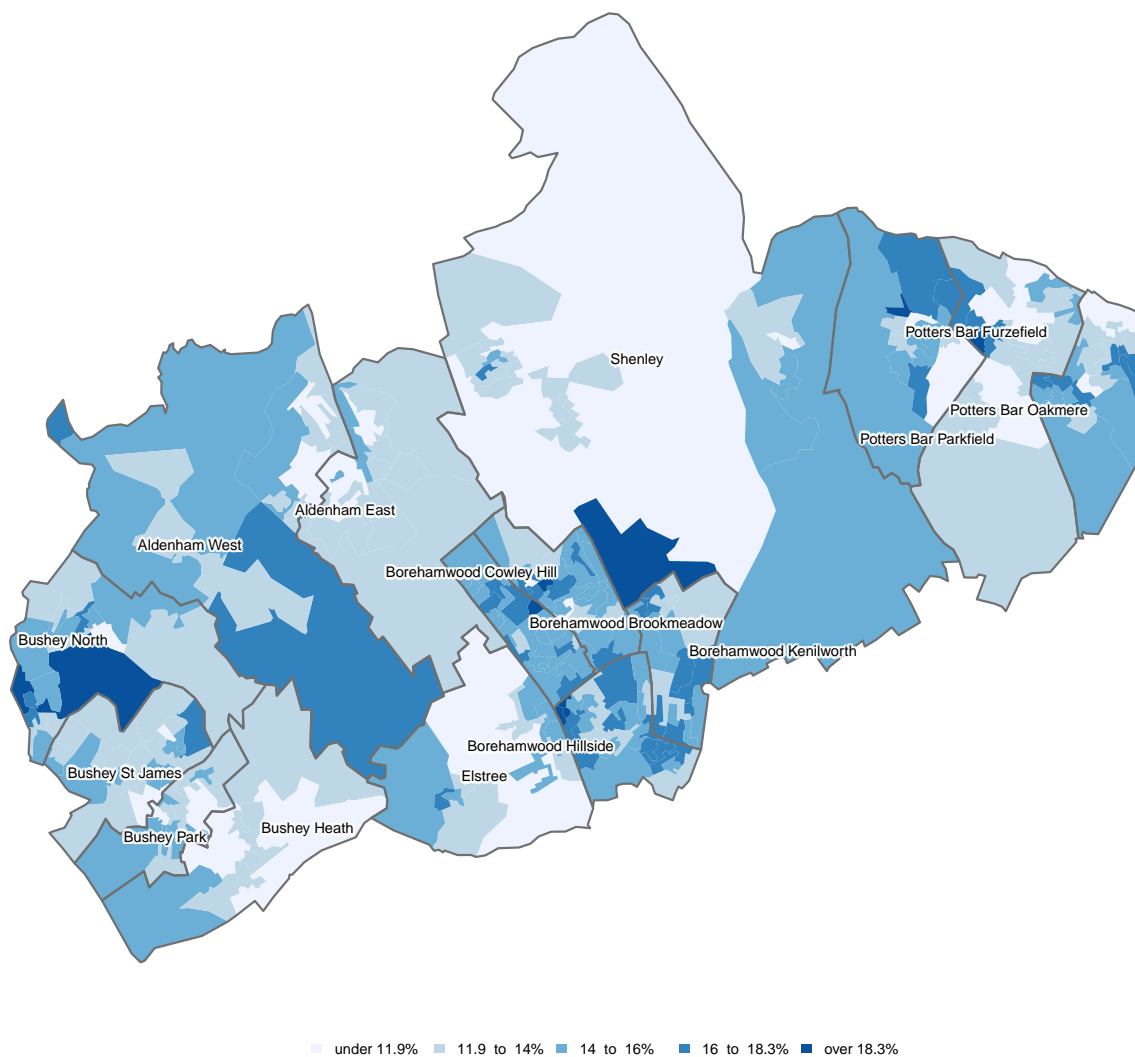 Shenley
Potters Bar Furzefield
Potters Bar Oakmere
Potters Bar Parkfield
Aldenham East
Aldenham West
Borehamwood Cowley Hill
Borehamwood Brookmeadow
Bushey North
Borehamwood Kenilworth
Borehamwood Hillside
Bushey St James
Elstree
Bushey Heath
Bushey Park
under 11.9% 11.9 to 14% 14 to 16% 16 to 18.3% over 18.3%